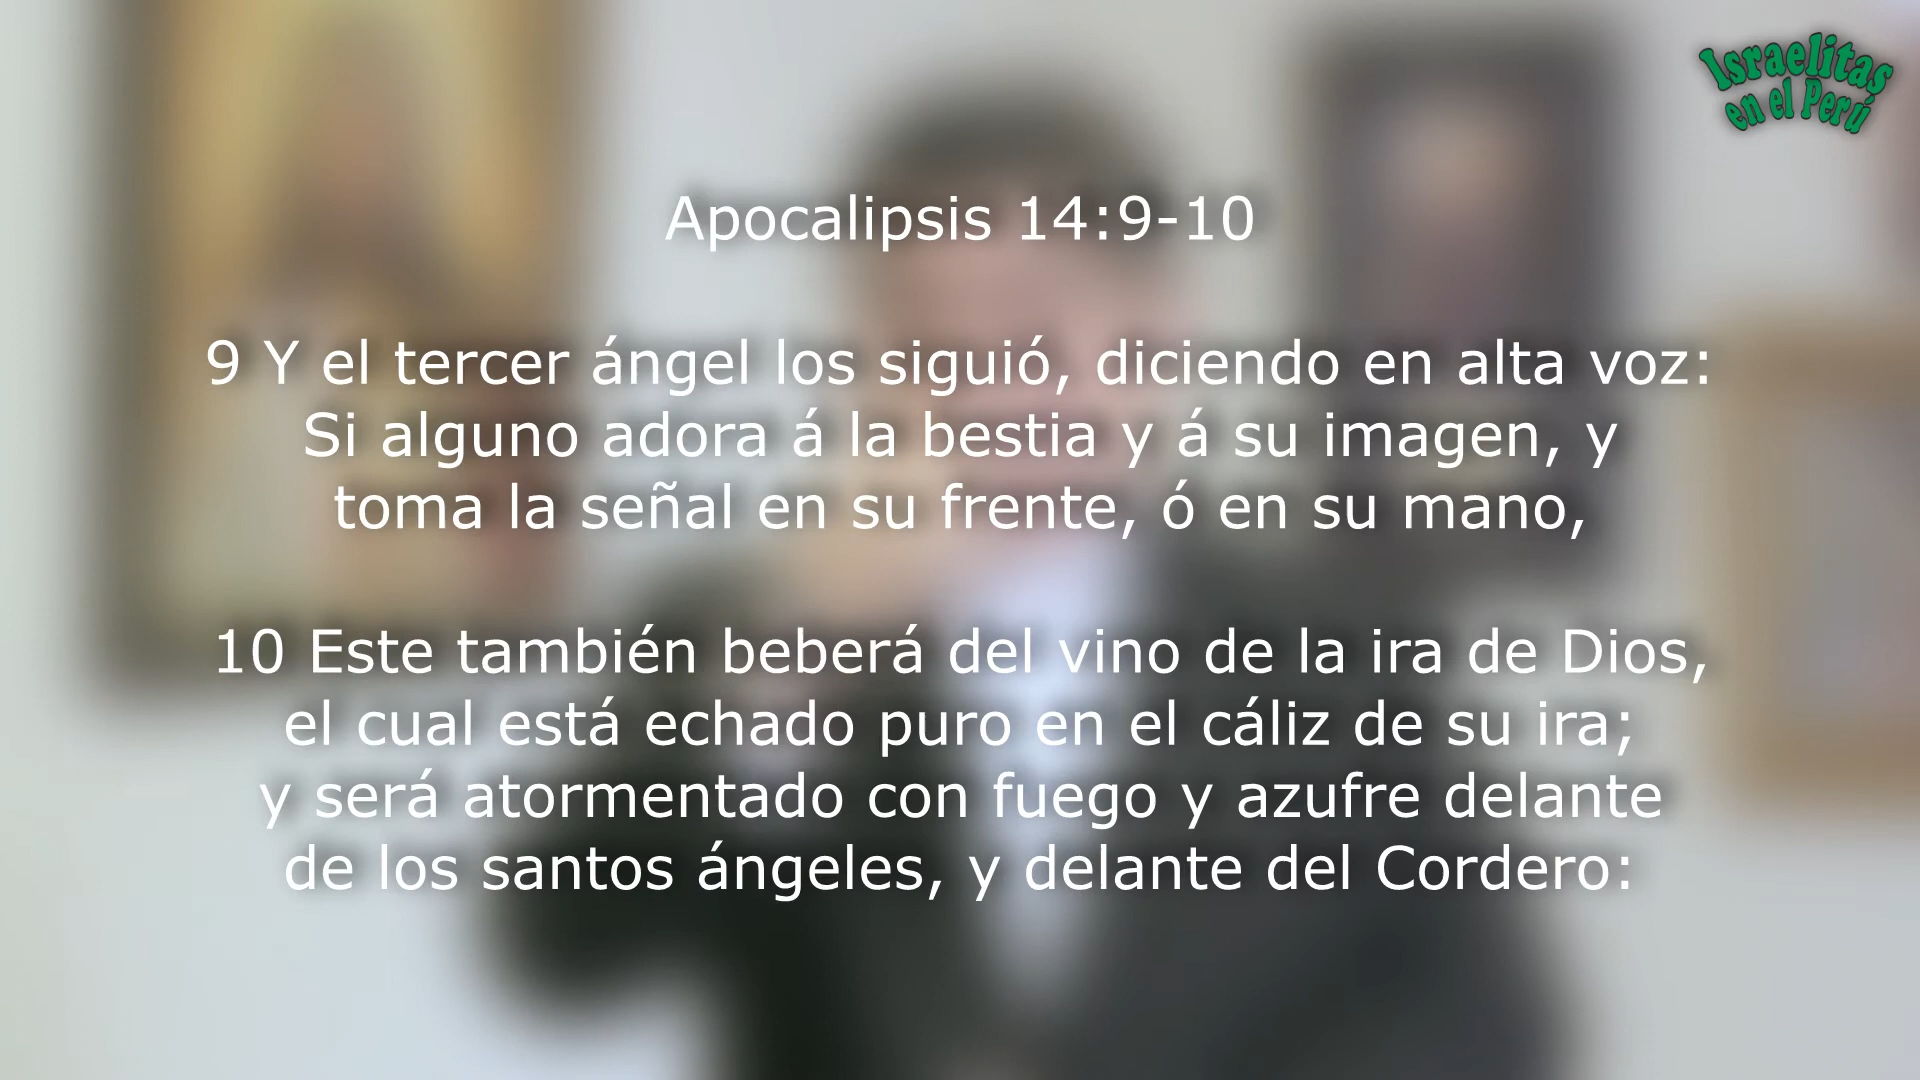 Israelitas
en el Perú
Apocalipsis 14:9-10
9 Y el tercer ángel los siguió, diciendo en alta voz:
Si alguno adora á la bestia y á su imagen, y
toma la señal en su frente, ó en su mano,
10 Este también beberá del vino de la ira de Dios,
el cual está echado puro en el cáliz de su ira;
y será atormentado con fuego y azufre delante
de los santos ángeles, y delante del Cordero: